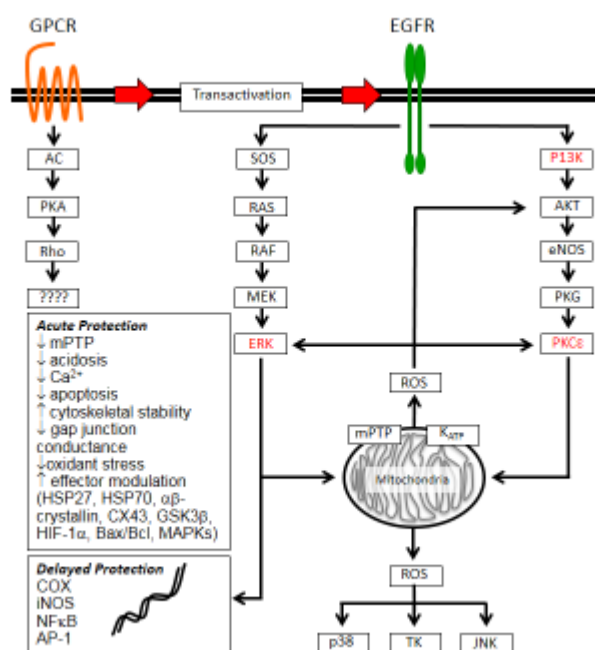 GPCR
EGFR
Transactivation
AC
SOS
P13K
PKA
RAS
AKT
Rho
RAF
eNOS
????
MEK
PKG
ERK
PKCε
Acute Protection
↓ mPTP
↓ acidosis
↓ Ca²⁺
↓ apoptosis
↑ cytoskeletal stability
↓ gap junction
conductance
↓oxidant stress
↑ effector modulation
(HSP27, HSP70, αβ-
crystallin, CX43, GSK3β,
HIF-1α, Bax/Bcl, MAPKs)
ROS
mPTP
K_ATP
Mitochondria
Delayed Protection
COX
iNOS
NFκB
AP-1
ROS
p38
TK
JNK